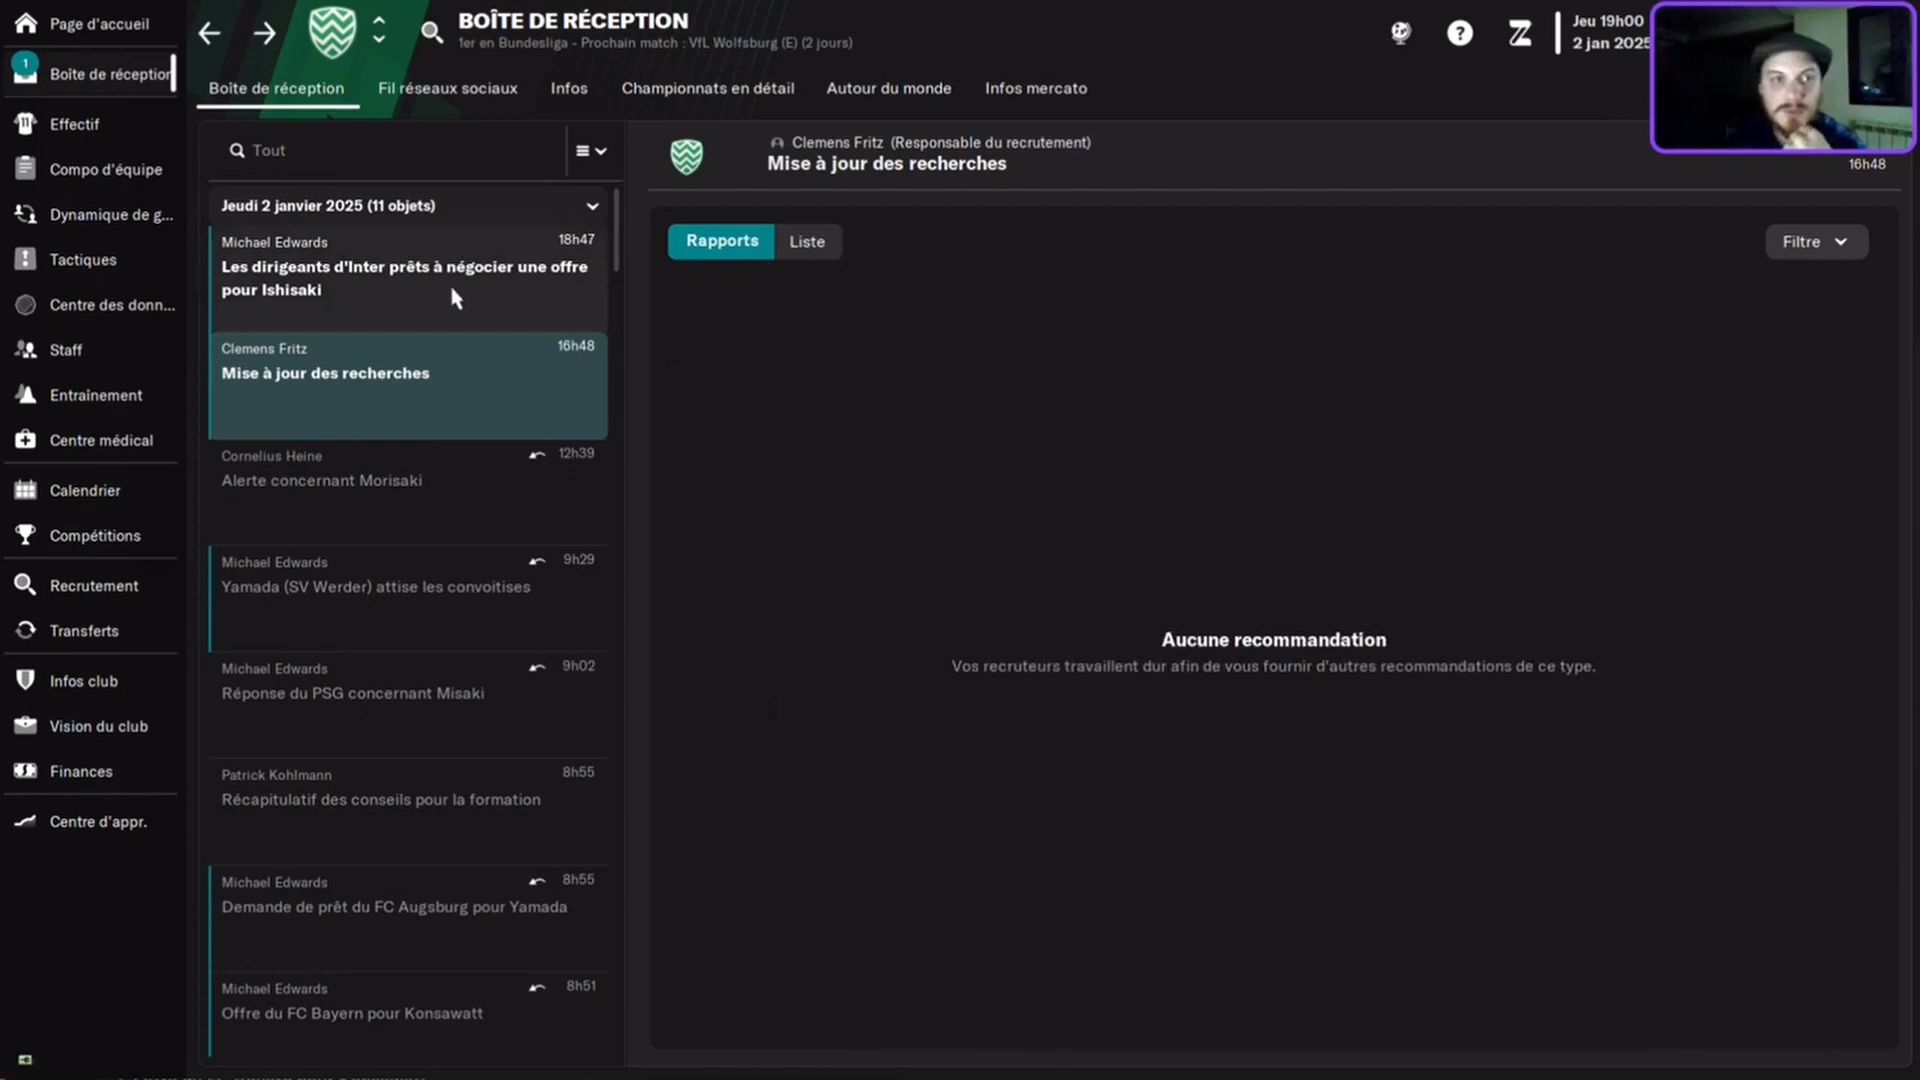 Page d'accueil
1
Boîte de réception
Effectif
Compo d'équipe
Dynamique de g...
Tactiques
Centre des donn...
Staff
Entraînement
Centre médical
Calendrier
Compétitions
Recrutement
Transferts
Infos club
Vision du club
Finances
Centre d'appr.
BOÎTE DE RÉCEPTION
1er en Bundesliga - Prochain match : VfL Wolfsburg (E) (2 jours)
Jeu 19h00
2 jan 2025
Boîte de réception
Fil réseaux sociaux
Infos
Championnats en détail
Autour du monde
Infos mercato
Tout
Jeudi 2 janvier 2025 (11 objets)
Michael Edwards 18h47
Les dirigeants d'Inter prêts à négocier une offre
pour Ishisaki
Clemens Fritz 16h48
Mise à jour des recherches
Cornelius Heine 12h39
Alerte concernant Morisaki
Michael Edwards 9h29
Yamada (SV Werder) attise les convoitises
Michael Edwards 9h02
Réponse du PSG concernant Misaki
Patrick Kohlmann 8h55
Récapitulatif des conseils pour la formation
Michael Edwards 8h55
Demande de prêt du FC Augsburg pour Yamada
Michael Edwards 8h51
Offre du FC Bayern pour Konsawatt
Clemens Fritz (Responsable du recrutement)
Mise à jour des recherches
16h48
Rapports
Liste
Filtre
Aucune recommandation
Vos recruteurs travaillent dur afin de vous fournir d'autres recommandations de ce type.